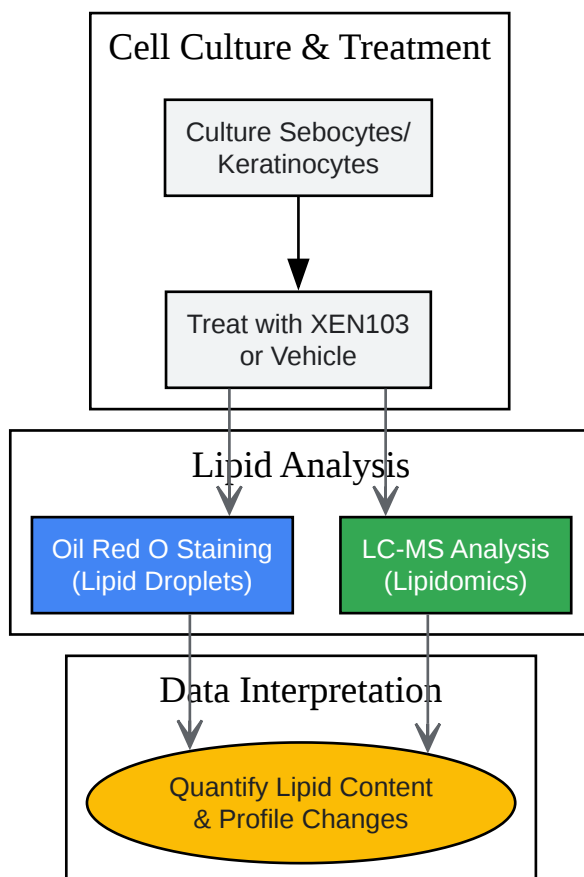 Cell Culture & Treatment
Culture Sebocytes/
Keratinocytes
Treat with XEN103
or Vehicle
Lipid Analysis
Oil Red O Staining
(Lipid Droplets)
LC-MS Analysis
(Lipidomics)
Data Interpretation
Quantify Lipid Content
& Profile Changes